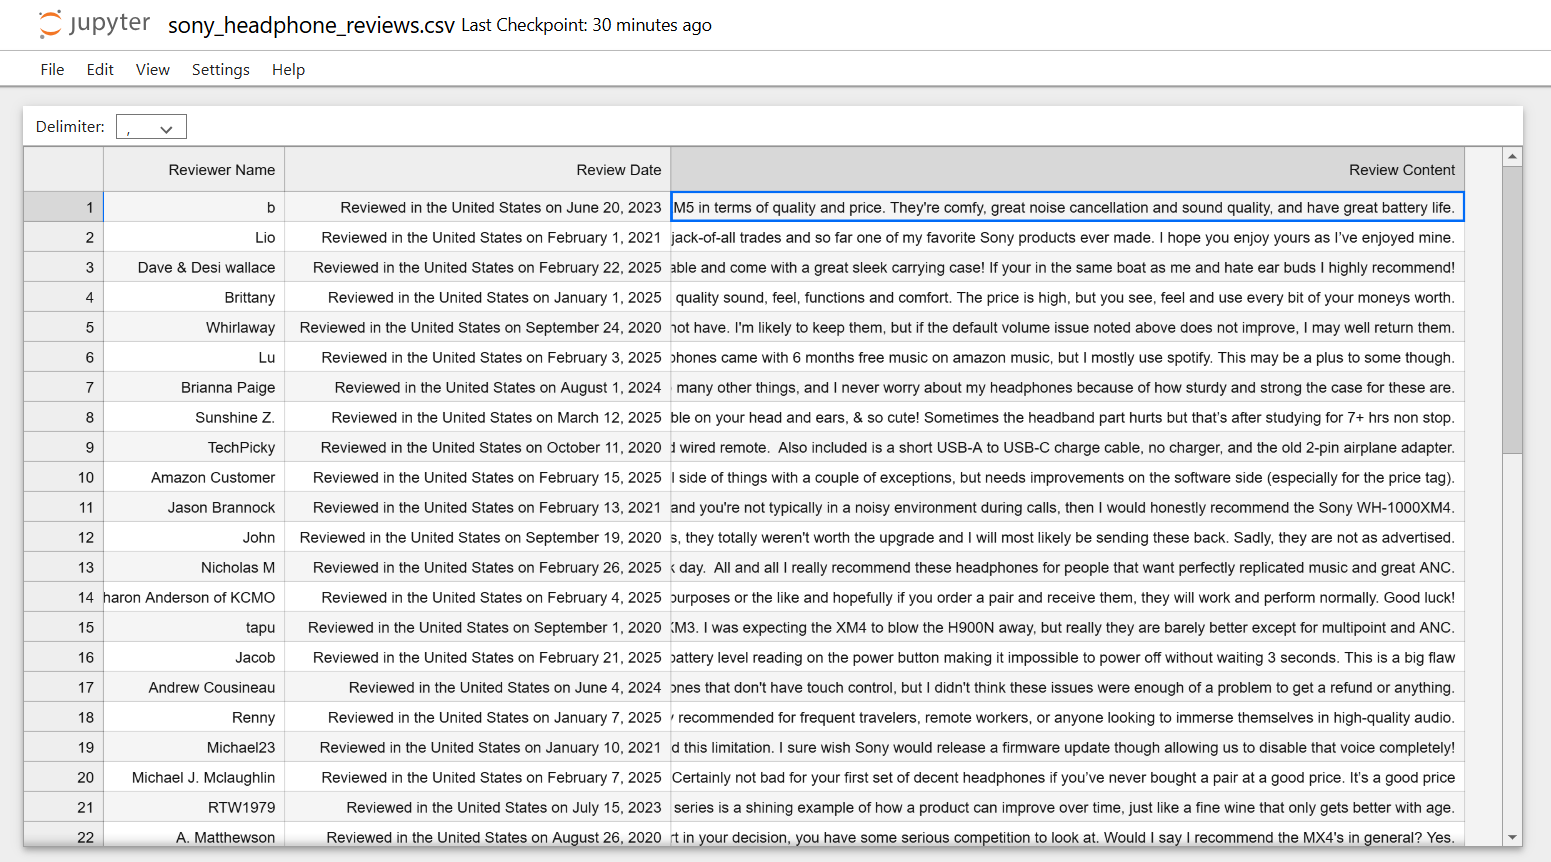 jupyter sony_headphone_reviews.csv Last Checkpoint: 30 minutes ago
File Edit View Settings Help
Delimiter: ,
Reviewer Name Review Date Review Content
1 b Reviewed in the United States on June 20, 2023 M5 in terms of quality and price. They're comfy, great noise cancellation and sound quality, and have great battery life.
2 Lio Reviewed in the United States on February 1, 2021 jack-of-all trades and so far one of my favorite Sony products ever made. I hope you enjoy yours as I’ve enjoyed mine.
3 Dave & Desi wallace Reviewed in the United States on February 22, 2025 able and come with a great sleek carrying case! If your in the same boat as me and hate ear buds I highly recommend!
4 Brittany Reviewed in the United States on January 1, 2025 quality sound, feel, functions and comfort. The price is high, but you see, feel and use every bit of your moneys worth.
5 Whirlaway Reviewed in the United States on September 24, 2020 not have. I'm likely to keep them, but if the default volume issue noted above does not improve, I may well return them.
6 Lu Reviewed in the United States on February 3, 2025 phones came with 6 months free music on amazon music, but I mostly use spotify. This may be a plus to some though.
7 Brianna Paige Reviewed in the United States on August 1, 2024 many other things, and I never worry about my headphones because of how sturdy and strong the case for these are.
8 Sunshine Z. Reviewed in the United States on March 12, 2025 ble on your head and ears, & so cute! Sometimes the headband part hurts but that’s after studying for 7+ hrs non stop.
9 TechPicky Reviewed in the United States on October 11, 2020 d wired remote.  Also included is a short USB-A to USB-C charge cable, no charger, and the old 2-pin airplane adapter.
10 Amazon Customer Reviewed in the United States on February 15, 2025 l side of things with a couple of exceptions, but needs improvements on the software side (especially for the price tag).
11 Jason Brannock Reviewed in the United States on February 13, 2021 and you're not typically in a noisy environment during calls, then I would honestly recommend the Sony WH-1000XM4.
12 John Reviewed in the United States on September 19, 2020 s, they totally weren't worth the upgrade and I will most likely be sending these back. Sadly, they are not as advertised.
13 Nicholas M Reviewed in the United States on February 26, 2025 k day.  All and all I really recommend these headphones for people that want perfectly replicated music and great ANC.
14 haron Anderson of KCMO Reviewed in the United States on February 4, 2025 purposes or the like and hopefully if you order a pair and receive them, they will work and perform normally. Good luck!
15 tapu Reviewed in the United States on September 1, 2020 XM3. I was expecting the XM4 to blow the H900N away, but really they are barely better except for multipoint and ANC.
16 Jacob Reviewed in the United States on February 21, 2025 battery level reading on the power button making it impossible to power off without waiting 3 seconds. This is a big flaw
17 Andrew Cousineau Reviewed in the United States on June 4, 2024 ones that don't have touch control, but I didn't think these issues were enough of a problem to get a refund or anything.
18 Renny Reviewed in the United States on January 7, 2025 recommended for frequent travelers, remote workers, or anyone looking to immerse themselves in high-quality audio.
19 Michael23 Reviewed in the United States on January 10, 2021 d this limitation. I sure wish Sony would release a firmware update though allowing us to disable that voice completely!
20 Michael J. Mclaughlin Reviewed in the United States on February 7, 2025 Certainly not bad for your first set of decent headphones if you’ve never bought a pair at a good price. It’s a good price
21 RTW1979 Reviewed in the United States on July 15, 2023 series is a shining example of how a product can improve over time, just like a fine wine that only gets better with age.
22 A. Matthewson Reviewed in the United States on August 26, 2020 rt in your decision, you have some serious competition to look at. Would I say I recommend the MX4's in general? Yes.